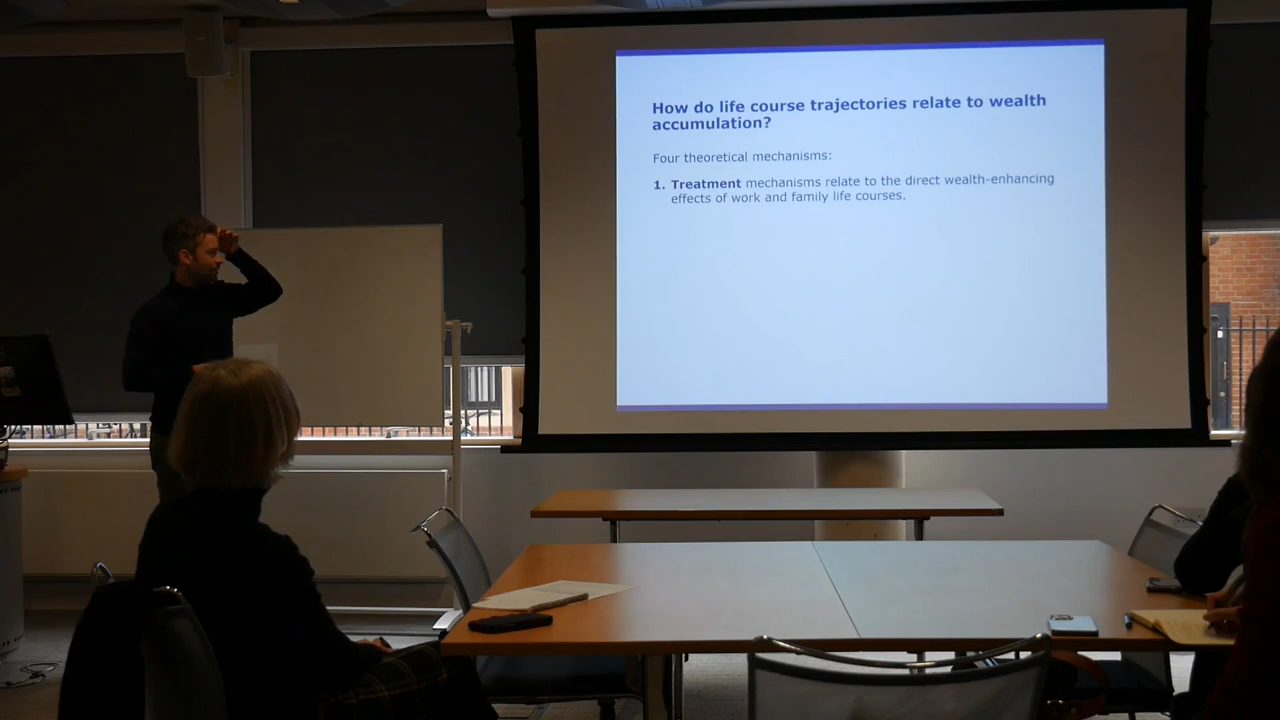 How do life course trajectories relate to wealth
accumulation?
Four theoretical mechanisms:
1. Treatment mechanisms relate to the direct wealth-enhancing
effects of work and family life courses.